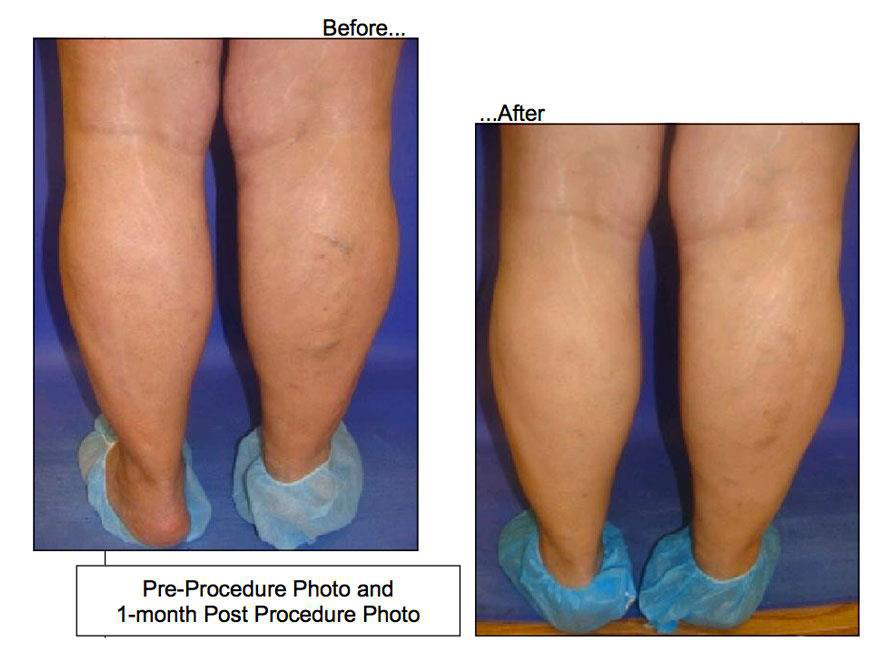 Before...
...After
Pre-Procedure Photo and
1-month Post Procedure Photo